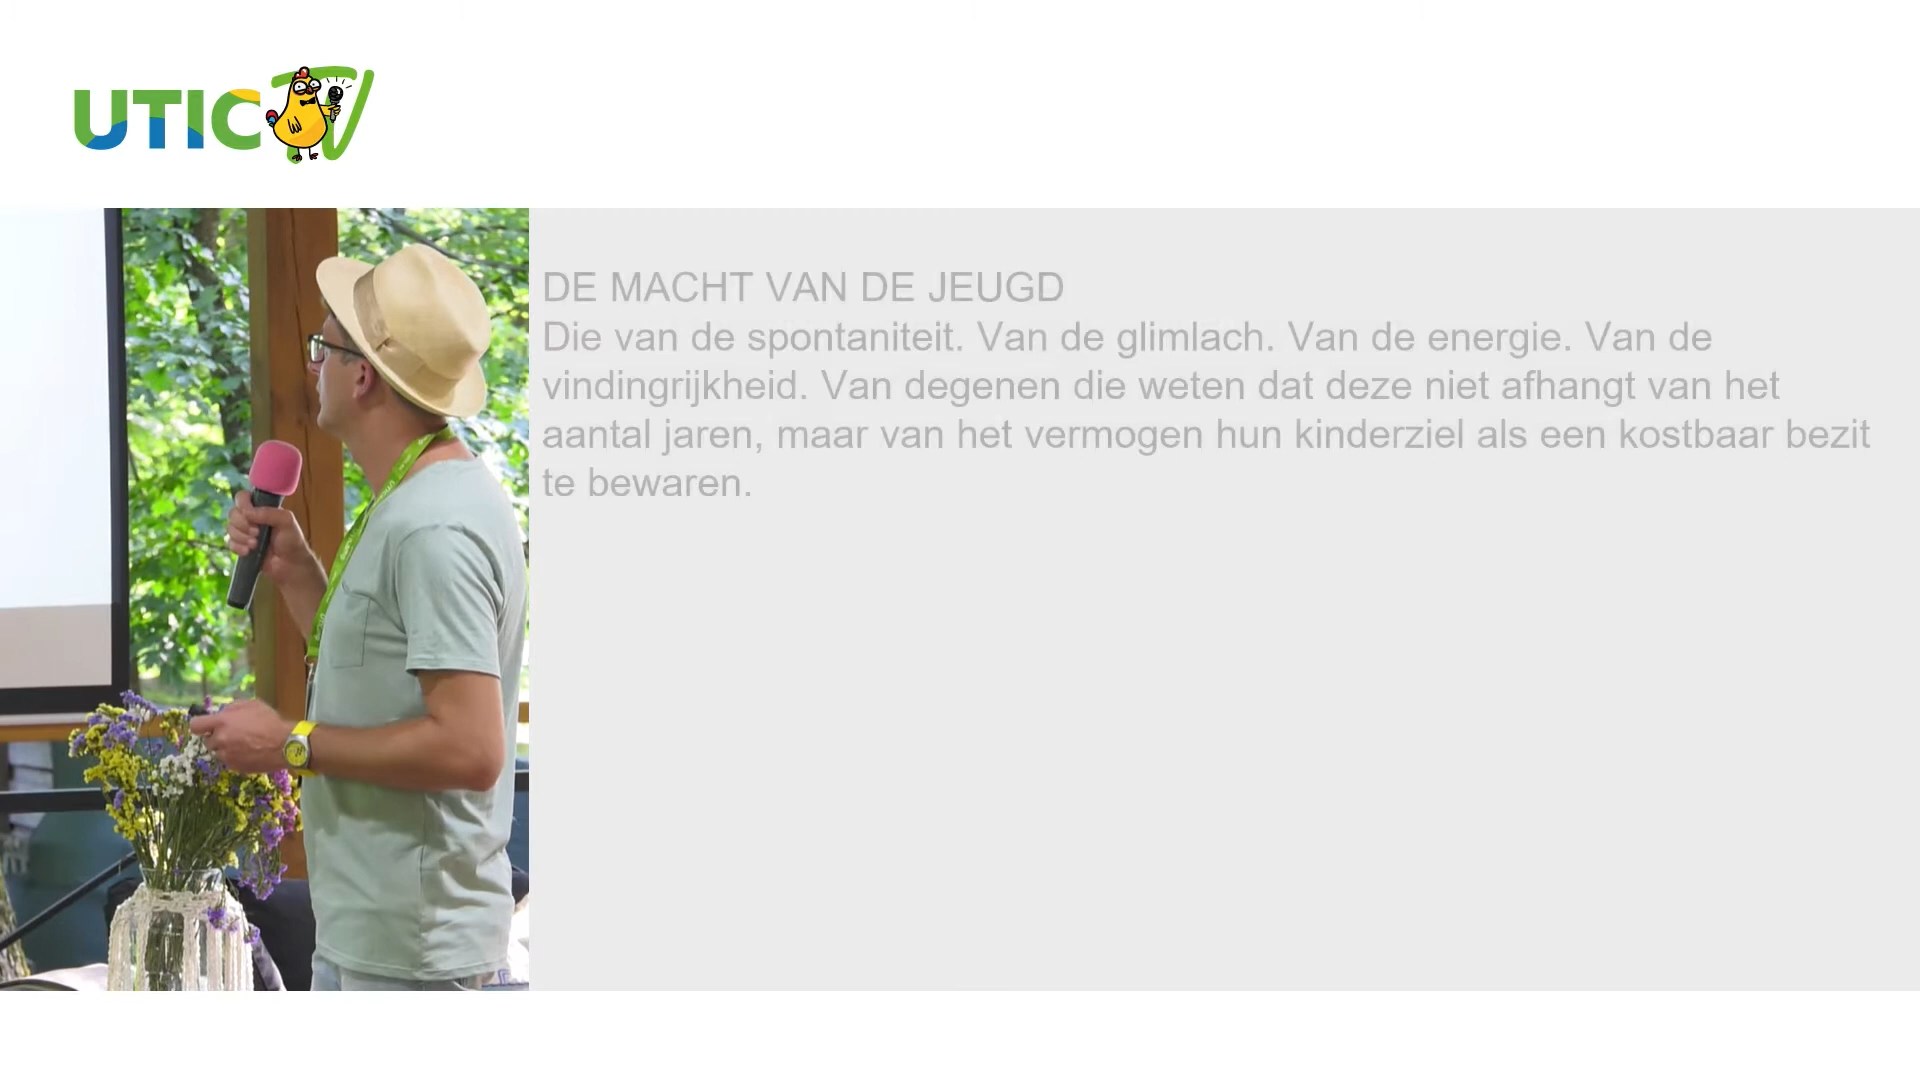 UTIC TV
DE MACHT VAN DE JEUGD
Die van de spontaniteit. Van de glimlach. Van de energie. Van de
vindingrijkheid. Van degenen die weten dat deze niet afhangt van het
aantal jaren, maar van het vermogen hun kinderziel als een kostbaar bezit
te bewaren.